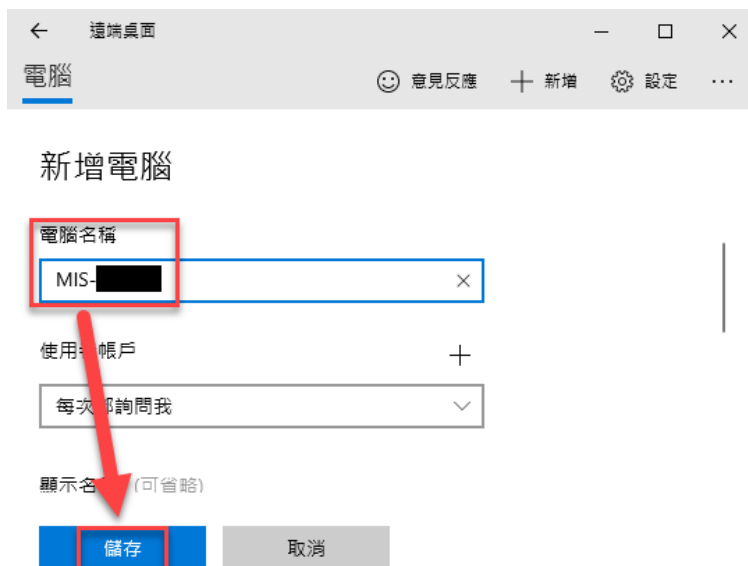 遠端桌面
電腦
意見反應
新增
設定
新增電腦
電腦名稱
MIS-
使用 帳戶
每次 詢問我
顯示名 (可省略)
儲存
取消